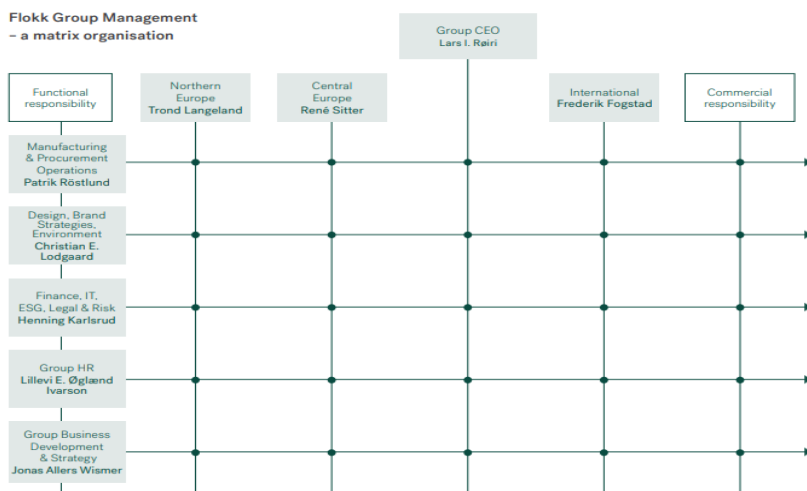 Flokk Group Management
– a matrix organisation
Group CEO
Lars I. Røiri
Functional
responsibility
Northern
Europe
Trond Langeland
Central
Europe
René Sitter
International
Frederik Fogstad
Commercial
responsibility
Manufacturing
& Procurement
Operations
Patrik Röstlund
Design, Brand
Strategies,
Environment
Christian E.
Lodgaard
Finance, IT,
ESG, Legal & Risk
Henning Karlsrud
Group HR
Lillevi E. Øglænd
Ivarson
Group Business
Development
& Strategy
Jonas Allers Wismer